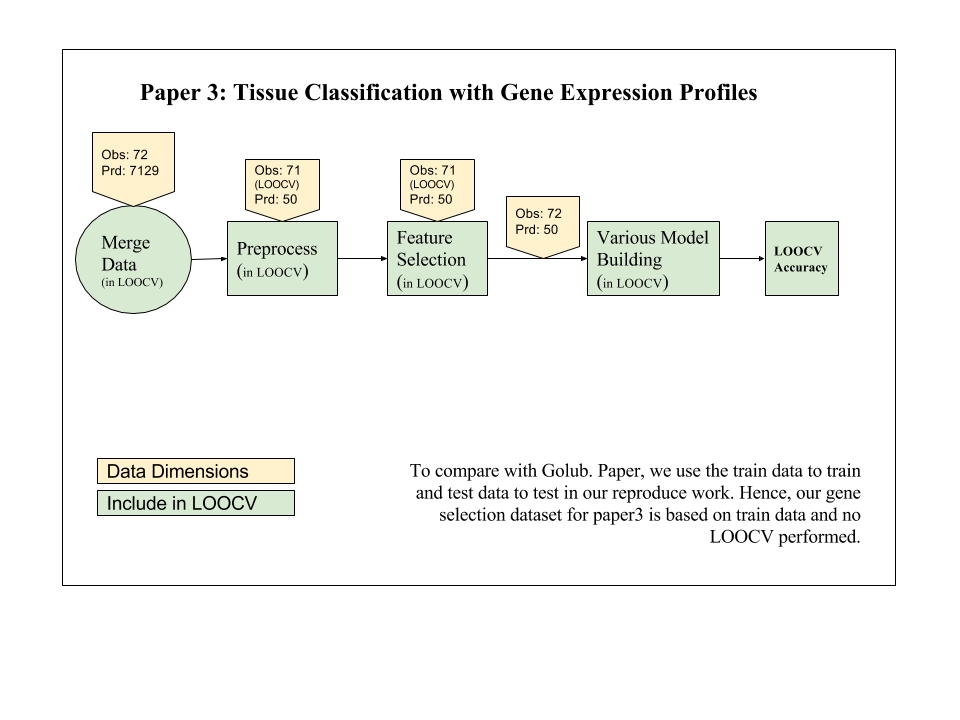 Paper 3: Tissue Classification with Gene Expression Profiles
Obs: 72
Prd: 7129
Obs: 71
(LOOCV)
Prd: 50
Obs: 71
(LOOCV)
Prd: 50
Obs: 72
Prd: 50
Merge
Data
(in LOOCV)
Preprocess
(in LOOCV)
Feature
Selection
(in LOOCV)
Various Model
Building
(in LOOCV)
LOOCV
Accuracy
Data Dimensions
Include in LOOCV
To compare with Golub. Paper, we use the train data to train
and test data to test in our reproduce work. Hence, our gene
selection dataset for paper3 is based on train data and no
LOOCV performed.